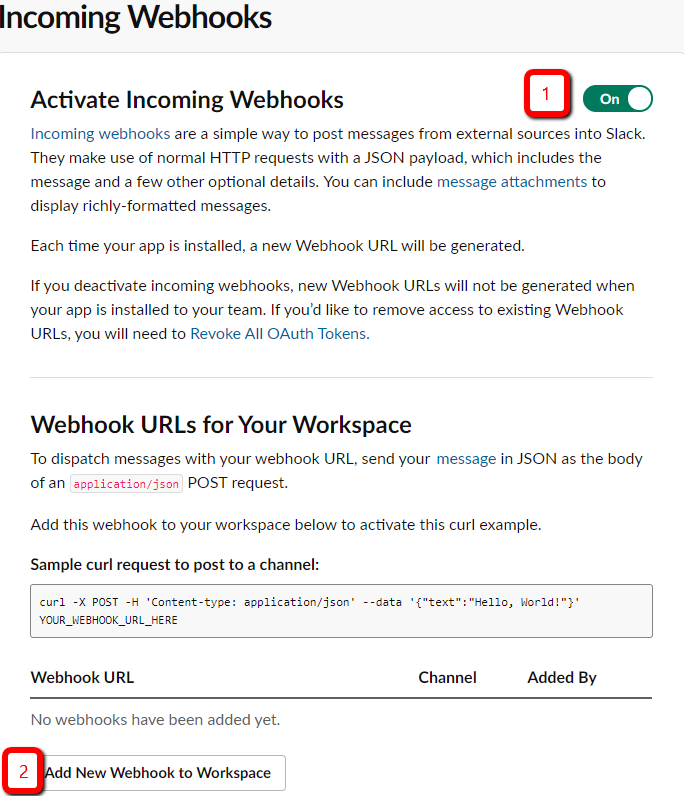 Incoming Webhooks
Activate Incoming Webhooks
1
On
Incoming webhooks are a simple way to post messages from external sources into Slack.
They make use of normal HTTP requests with a JSON payload, which includes the
message and a few other optional details. You can include message attachments to
display richly-formatted messages.
Each time your app is installed, a new Webhook URL will be generated.
If you deactivate incoming webhooks, new Webhook URLs will not be generated when
your app is installed to your team. If you’d like to remove access to existing Webhook
URLs, you will need to Revoke All OAuth Tokens.
Webhook URLs for Your Workspace
To dispatch messages with your webhook URL, send your message in JSON as the body
of an application/json POST request.
Add this webhook to your workspace below to activate this curl example.
Sample curl request to post to a channel:
curl -X POST -H 'Content-type: application/json' --data '{"text":"Hello, World!"}'
YOUR_WEBHOOK_URL_HERE
Webhook URL Channel Added By
No webhooks have been added yet.
2 Add New Webhook to Workspace